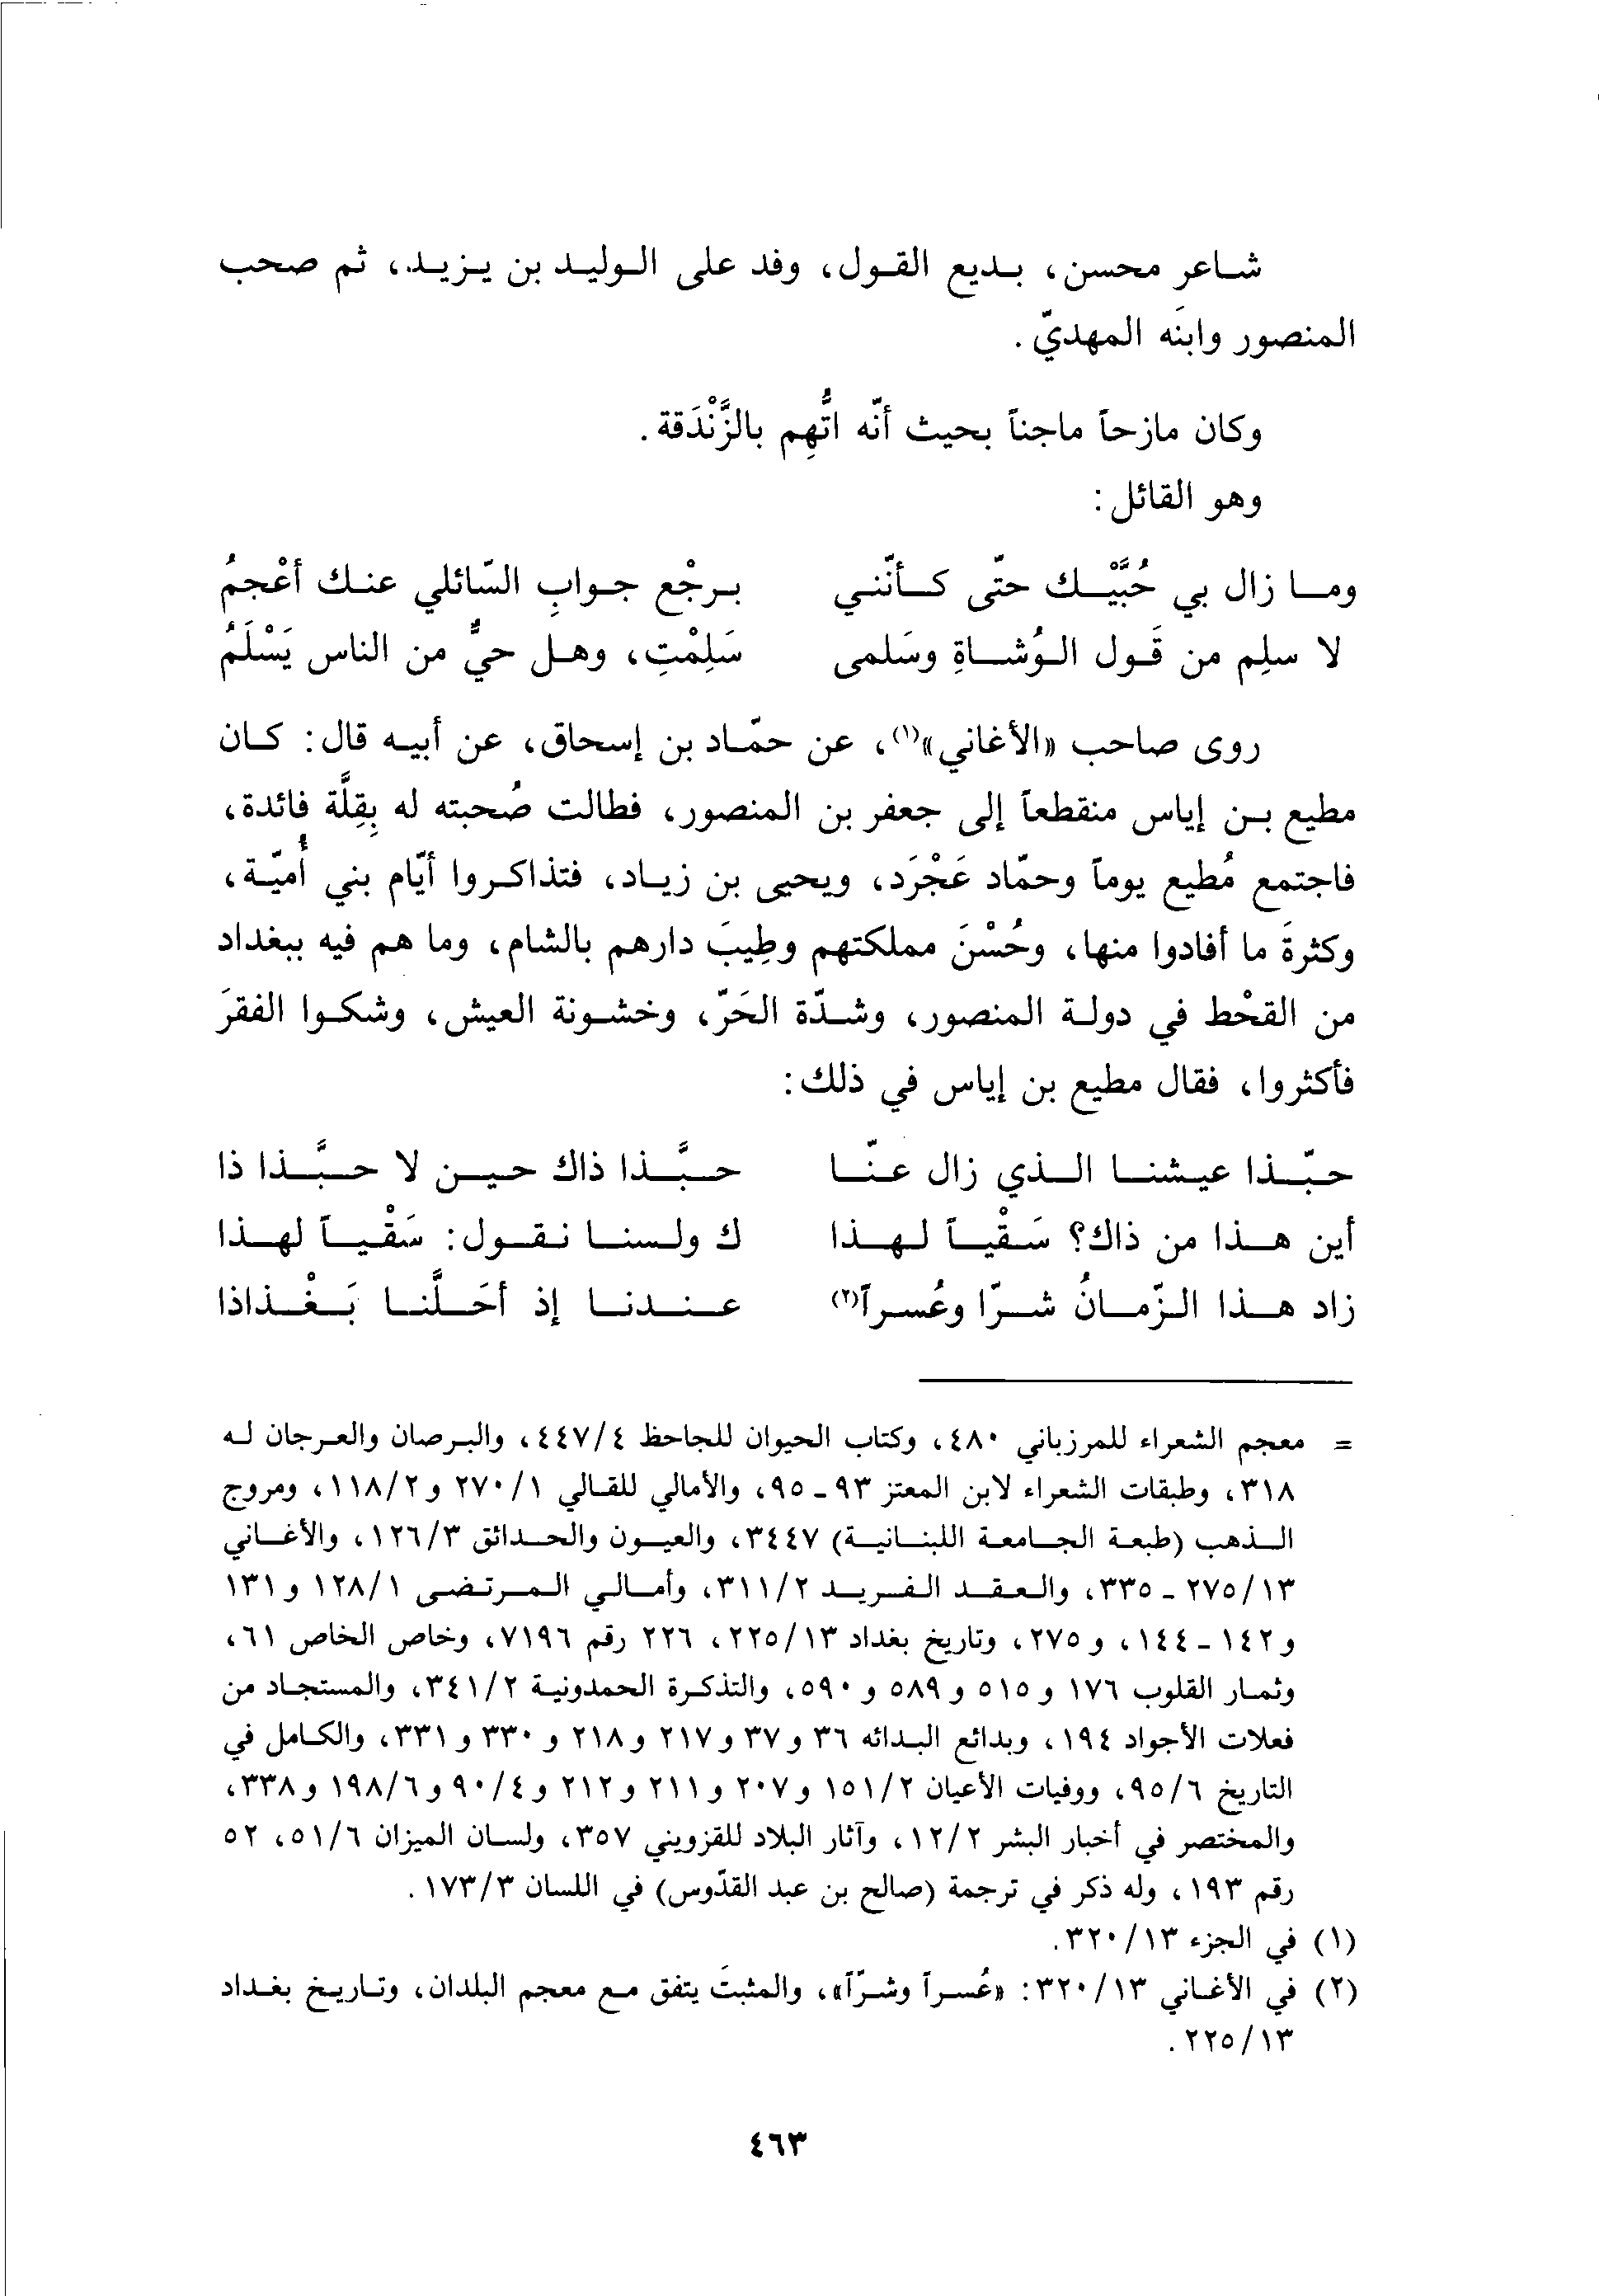 شاعر محسن، بديع القول، وفد على الوليد بن يزيد، ثم صحب
المنصور وابنَه المهديّ.
وكان مازحاً ماجناً بحيث أنّه اتُّهِم بالزَّنْدَقة.
وهو القائل:
وما زال بي حُبَّيْك حتّى كأنّني برجْع جوابِ السّائلي عنك أعْجمُ
لا سلِم من قَول الوُشاةِ وسَلمى سَلِمْتِ، وهل حيٌّ من الناس يَسْلَمُ
روى صاحب «الأغاني»(١)، عن حمّاد بن إسحاق، عن أبيه قال: كان
مطيع بن إياس منقطعاً إلى جعفر بن المنصور، فطالت صُحبته له بِقِلَّة فائدة،
فاجتمع مُطيع يوماً وحمّاد عَجْرَد، ويحيى بن زياد، فتذاكروا أيّام بني أُميّة،
وكثرةَ ما أفادوا منها، وحُسْنَ مملكتهم وطِيبَ دارهم بالشام، وما هم فيه ببغداد
من القحْط في دولة المنصور، وشدّة الحَرّ، وخشونة العيش، وشكوا الفقرَ
فأكثروا، فقال مطيع بن إياس في ذلك:
حبّذا عيشنا الذي زال عنّا حبَّذا ذاك حين لا حبَّذا ذا
أين هذا من ذاك؟ سَقْياً لهذا ك ولسنا نقول: سَقْياً لهذا
زاد هذا الزّمانُ شرّا وعُسراً(٢) عندنا إذ أحَلَّنا بَغْذاذا
= معجم الشعراء للمرزباني ٤٨٠، وكتاب الحيوان للجاحظ ٤/٤٤٧، والبرصان والعرجان له
٣١٨، وطبقات الشعراء لابن المعتز ٩٣ - ٩٥، والأمالي للقالي ١/٢٧٠ و٢/١١٨، ومروج
الذهب (طبعة الجامعة اللبنانية) ٣٤٤٧، والعيون والحدائق ٣/١٢٦، والأغاني
١٣/٢٧٥ - ٣٣٥، والعقد الفريد ٢/٣١١، وأمالي المرتضى ١/١٢٨ و١٣١
و١٤٢ - ١٤٤، و٢٧٥، وتاريخ بغداد ١٣/٢٢٥، ٢٢٦ رقم ٧١٩٦، وخاص الخاص ٦١،
وثمار القلوب ١٧٦ و٥١٥ و٥٨٩ و٥٩٠، والتذكرة الحمدونية ٢/٣٤١، والمستجاد من
فعلات الأجواد ١٩٤، وبدائع البدائه ٣٦ و٣٧ و٢١٧ و٢١٨ و٣٣٠ و٣٣١، والكامل في
التاريخ ٦/٩٥، ووفيات الأعيان ٢/١٥١ و٢٠٧ و٢١١ و٢١٢ و٤/٩٠ و٦/١٩٨ و٣٣٨،
والمختصر في أخبار البشر ٢/١٢، وآثار البلاد للقزويني ٣٥٧، ولسان الميزان ٦/٥١، ٥٢
رقم ١٩٣، وله ذكر في ترجمة (صالح بن عبد القدّوس) في اللسان ٣/١٧٣.
(١) في الجزء ١٣/٣٢٠.
(٢) في الأغاني ١٣/٣٢٠: «عُسراً وشرّاً»، والمثبتَ يتفق مع معجم البلدان، وتاريخ بغداد
١٣/٢٢٥.
٤٦٣